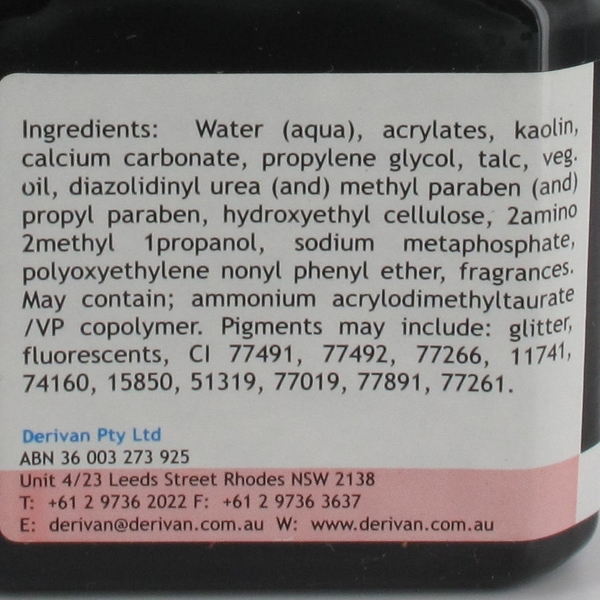 Ingredients: Water (aqua), acrylates, kaolin,
calcium carbonate, propylene glycol, talc, veg.
oil, diazolidinyl urea (and) methyl paraben (and)
propyl paraben, hydroxyethyl cellulose, 2amino
2methyl 1propanol, sodium metaphosphate,
polyoxyethylene nonyl phenyl ether, fragrances.
May contain; ammonium acrylodimethyltaurate
/VP copolymer. Pigments may include: glitter,
fluorescents, CI 77491, 77492, 77266, 11741,
74160, 15850, 51319, 77019, 77891, 77261.
Derivan Pty Ltd
ABN 36 003 273 925
Unit 4/23 Leeds Street Rhodes NSW 2138
T: +61 2 9736 2022 F: +61 2 9736 3637
E: derivan@derivan.com.au W: www.derivan.com.au